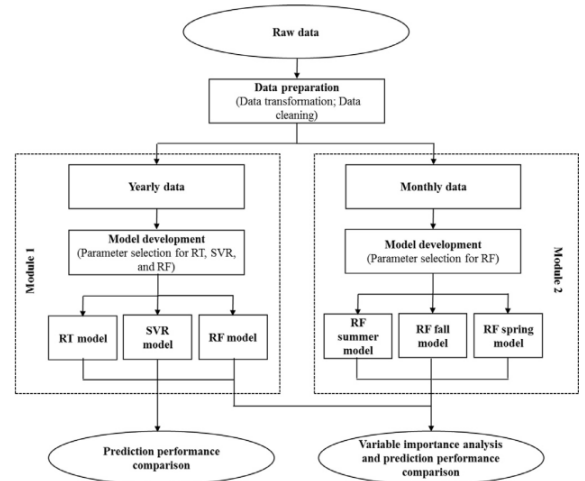 Raw data
Data preparation
(Data transformation; Data
cleaning)
Module 1
Yearly data
Model development
(Parameter selection for RT, SVR,
and RF)
RT model
SVR
model
RF model
Monthly data
Model development
(Parameter selection for RF)
Module 2
RF
summer
model
RF fall
model
RF spring
model
Prediction performance
comparison
Variable importance analysis
and prediction performance
comparison